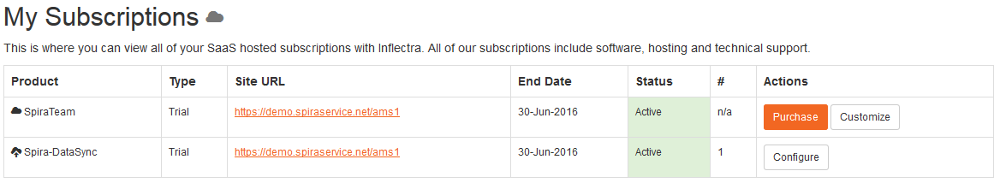 My Subscriptions
This is where you can view all of your SaaS hosted subscriptions with Inflectra. All of our subscriptions include software, hosting and technical support.
Product Type Site URL End Date Status # Actions
SpiraTeam Trial https://demo.spiraservice.net/ams1 30-Jun-2016 Active n/a Purchase Customize
Spira-DataSync Trial https://demo.spiraservice.net/ams1 30-Jun-2016 Active 1 Configure